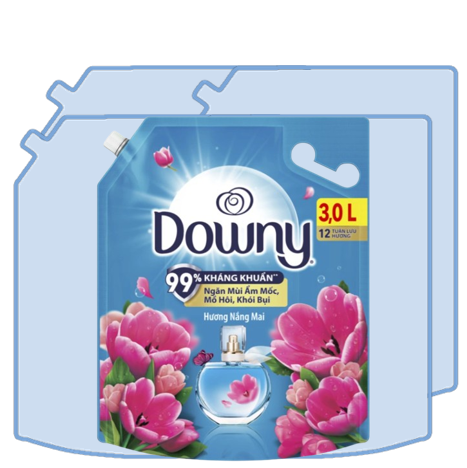 Downy
3,0 L
12 TUẦN LƯU
HƯƠNG
99% KHÁNG KHUẨN**
Ngăn Mùi Ẩm Mốc,
Mồ Hôi, Khói Bụi
Hương Nắng Mai